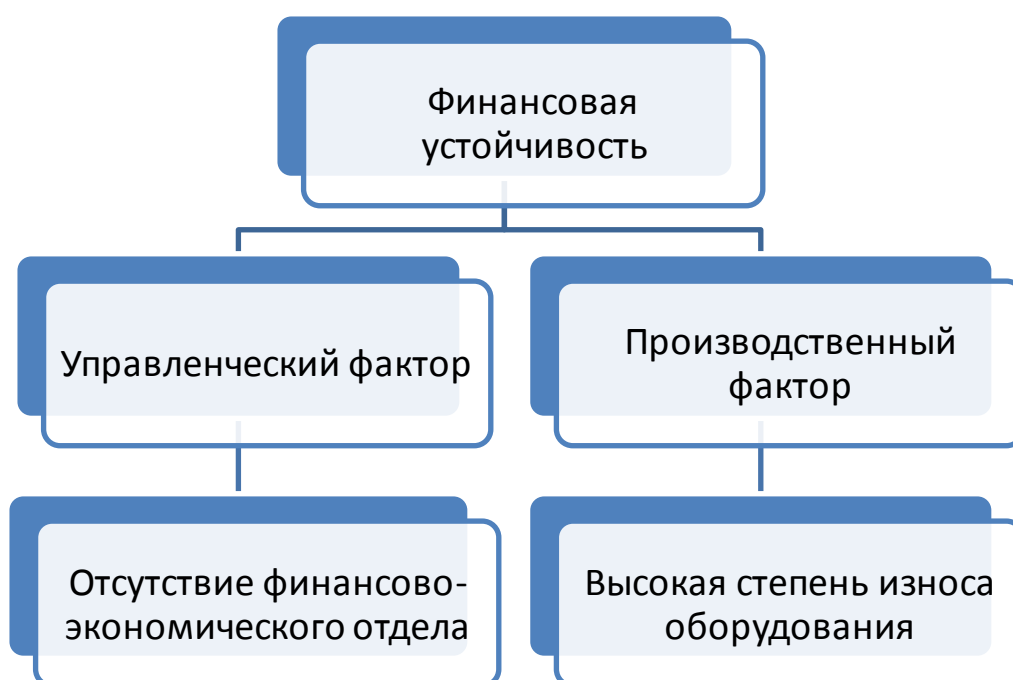 Финансовая
устойчивость
Управленческий фактор
Производственный
фактор
Отсутствие финансово-
экономического отдела
Высокая степень износа
оборудования